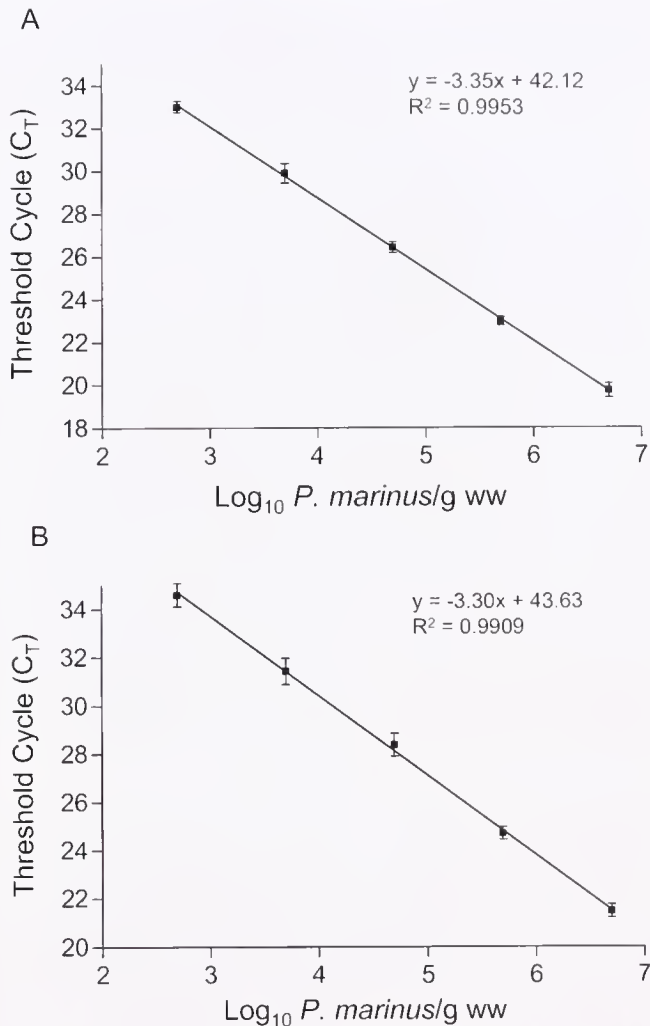 A
y = -3.35x + 42.12
R² = 0.9953
Threshold Cycle (C_T)
34
32
30
28
26
24
22
20
18
2 3 4 5 6 7
Log₁₀ P. marinus/g ww
B
y = -3.30x + 43.63
R² = 0.9909
Threshold Cycle (C_T)
34
32
30
28
26
24
22
20
2 3 4 5 6 7
Log₁₀ P. marinus/g ww